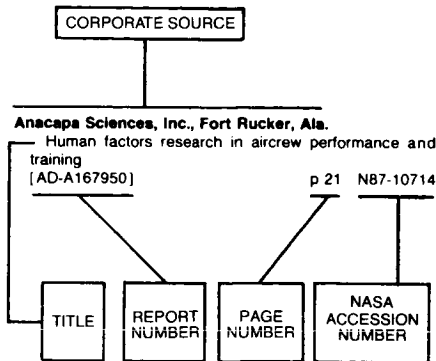 CORPORATE SOURCE
Anacapa Sciences, Inc., Fort Rucker, Ala.
Human factors research in aircrew performance and
training
[AD-A167950] p 21 N87-10714
TITLE
REPORT
NUMBER
PAGE
NUMBER
NASA
ACCESSION
NUMBER